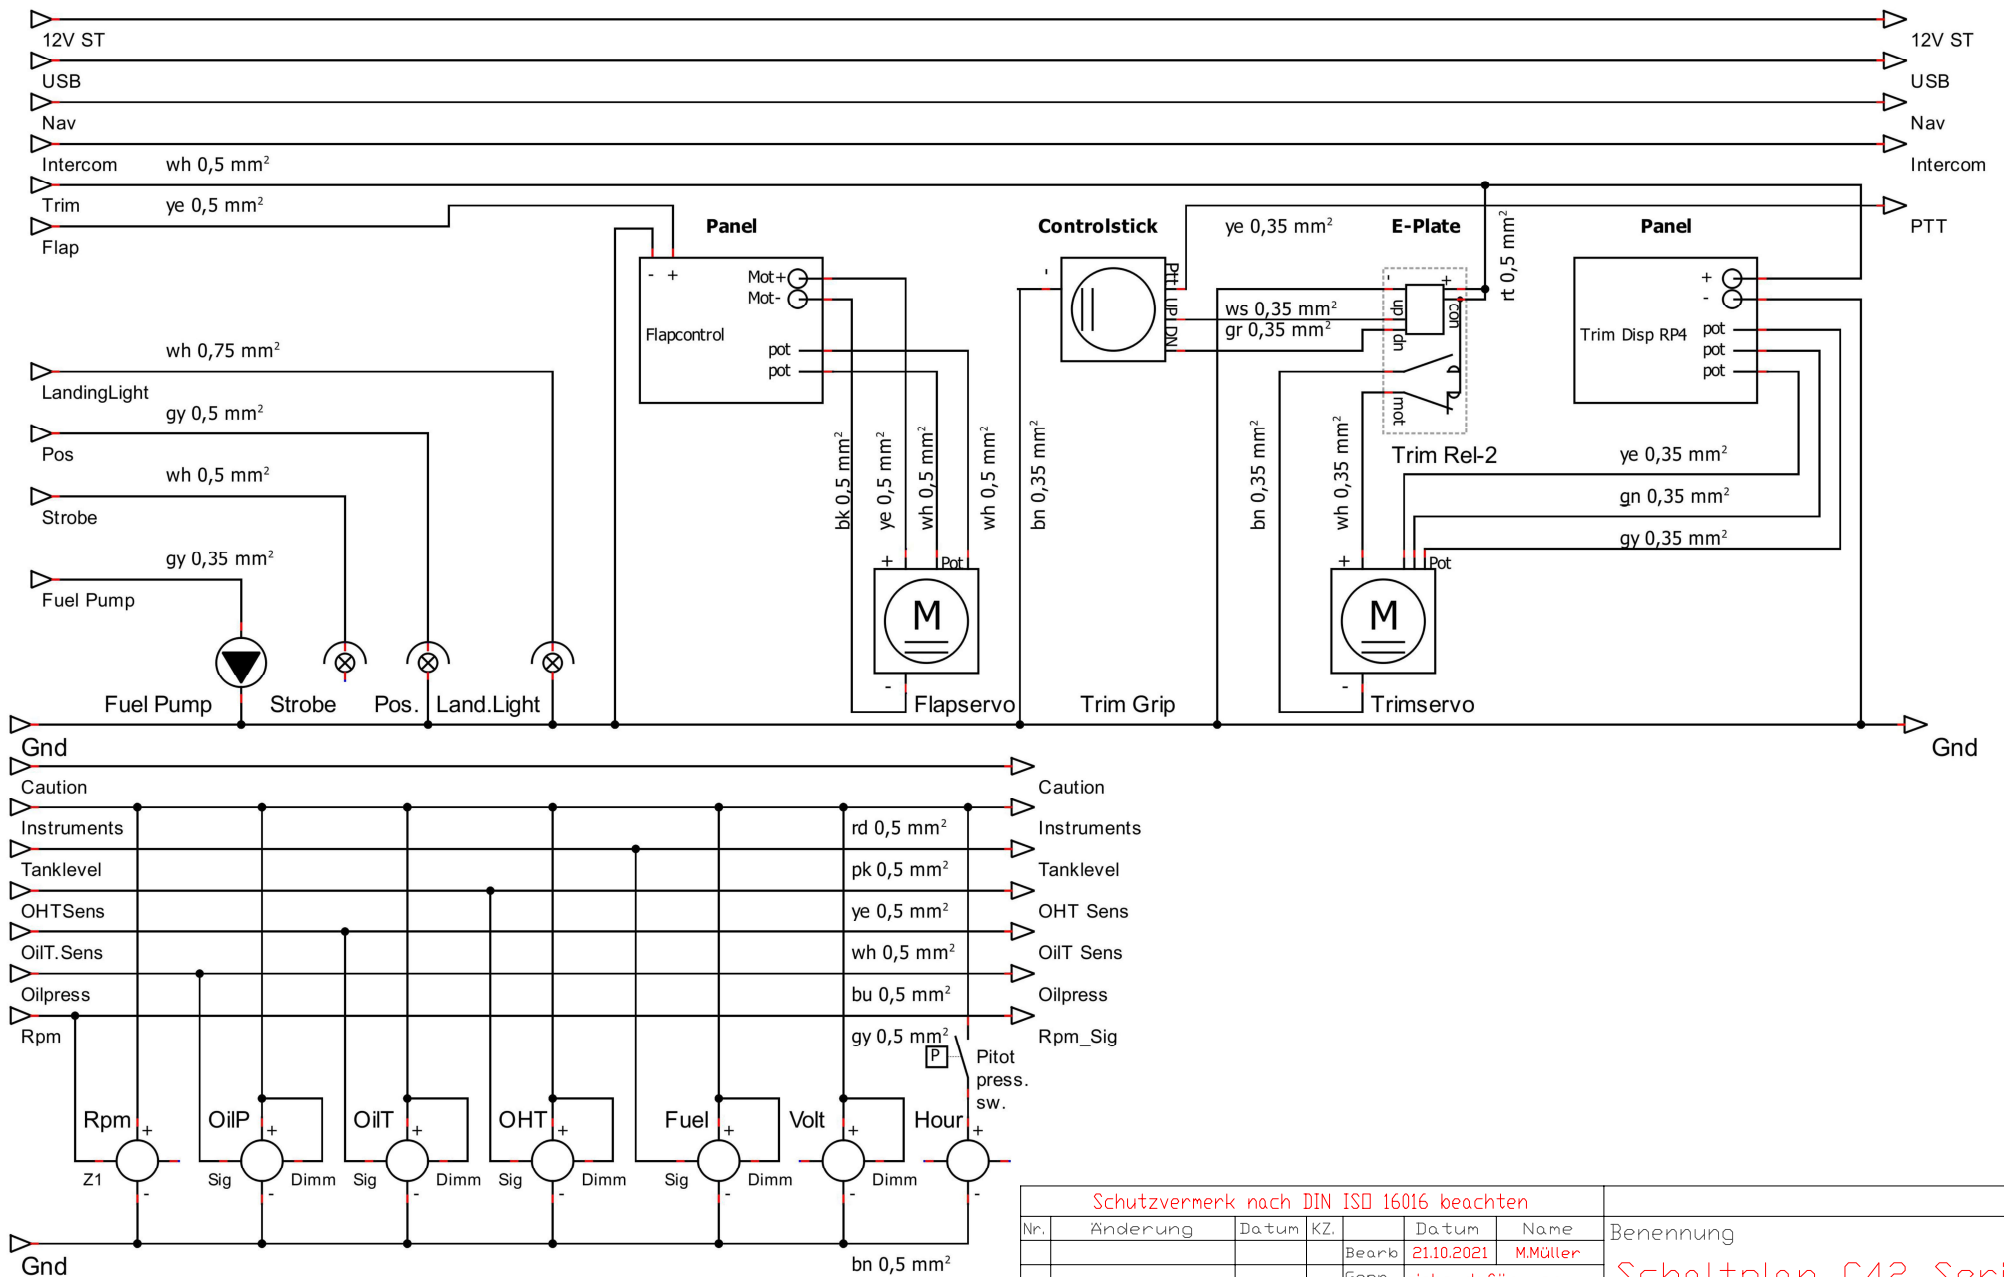 12V ST
12V ST
USB
USB
Nav
Nav
Intercom
wh 0,5 mm²
Intercom
Trim
ye 0,5 mm²
Flap
Panel
Controlstick
ye 0,35 mm²
E-Plate
rt 0,5 mm²
Panel
PTT
- +
Mot+
Mot-
Flapcontrol
pot
pot
-
Ptt
UP
DN
ws 0,35 mm²
gr 0,35 mm²
-
+
up
dn
con
mot
+
-
Trim Disp RP4
pot
pot
pot
wh 0,75 mm²
LandingLight
gy 0,5 mm²
Pos
wh 0,5 mm²
Strobe
gy 0,35 mm²
Fuel Pump
bk 0,5 mm²
ye 0,5 mm²
wh 0,5 mm²
wh 0,5 mm²
bn 0,35 mm²
bn 0,35 mm²
wh 0,35 mm²
Trim Rel-2
ye 0,35 mm²
gn 0,35 mm²
gy 0,35 mm²
+
Pot
M
-
+
Pot
M
-
Fuel Pump
Strobe
Pos.
Land.Light
Flapservo
Trim Grip
Trimservo
Gnd
Gnd
Caution
Caution
Instruments
rd 0,5 mm²
Instruments
Tanklevel
pk 0,5 mm²
Tanklevel
OHTSens
ye 0,5 mm²
OHT Sens
OilT.Sens
wh 0,5 mm²
OilT Sens
Oilpress
bu 0,5 mm²
Oilpress
Rpm
gy 0,5 mm²
Rpm_Sig
P
Pitot
press.
sw.
Rpm
+
OilP
+
OilT
+
OHT
+
Fuel
+
Volt
+
Hour
+
Z1
-
Sig
-
Dimm
Sig
-
Dimm
Sig
-
Dimm
Sig
-
Dimm
-
Dimm
-
Gnd
bn 0,5 mm²
Schutzvermerk nach DIN ISO 16016 beachten
Nr.
Änderung
Datum
KZ.
Datum
Name
Benennung
Bearb
21.10.2021
M.Müller
Schaltplan C42 Seri